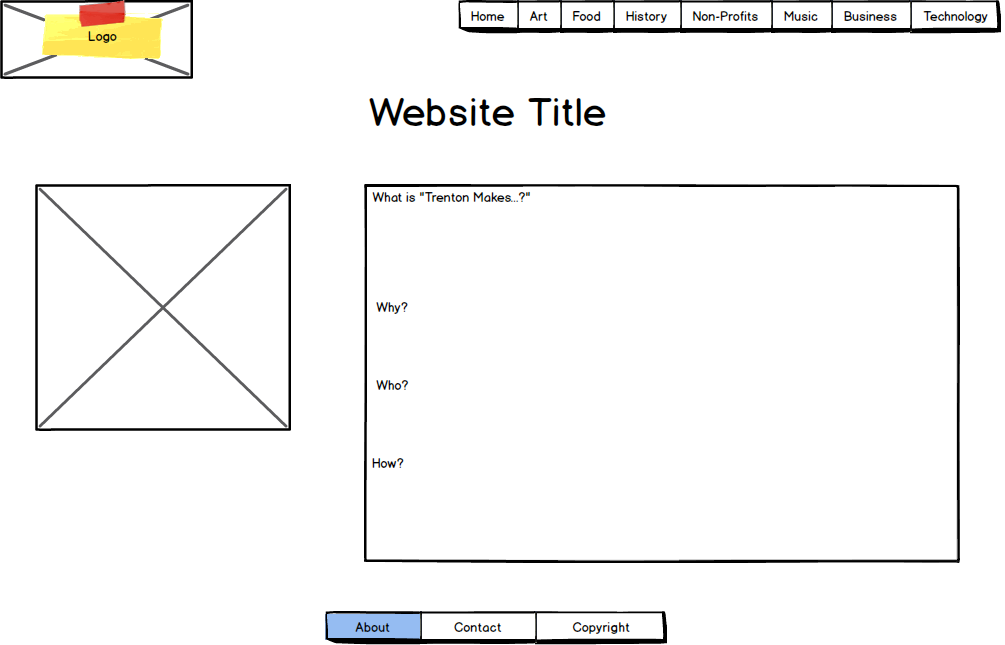 Logo
Home Art Food History Non-Profits Music Business Technology
Website Title
What is "Trenton Makes...?"
Why?
Who?
How?
About Contact Copyright